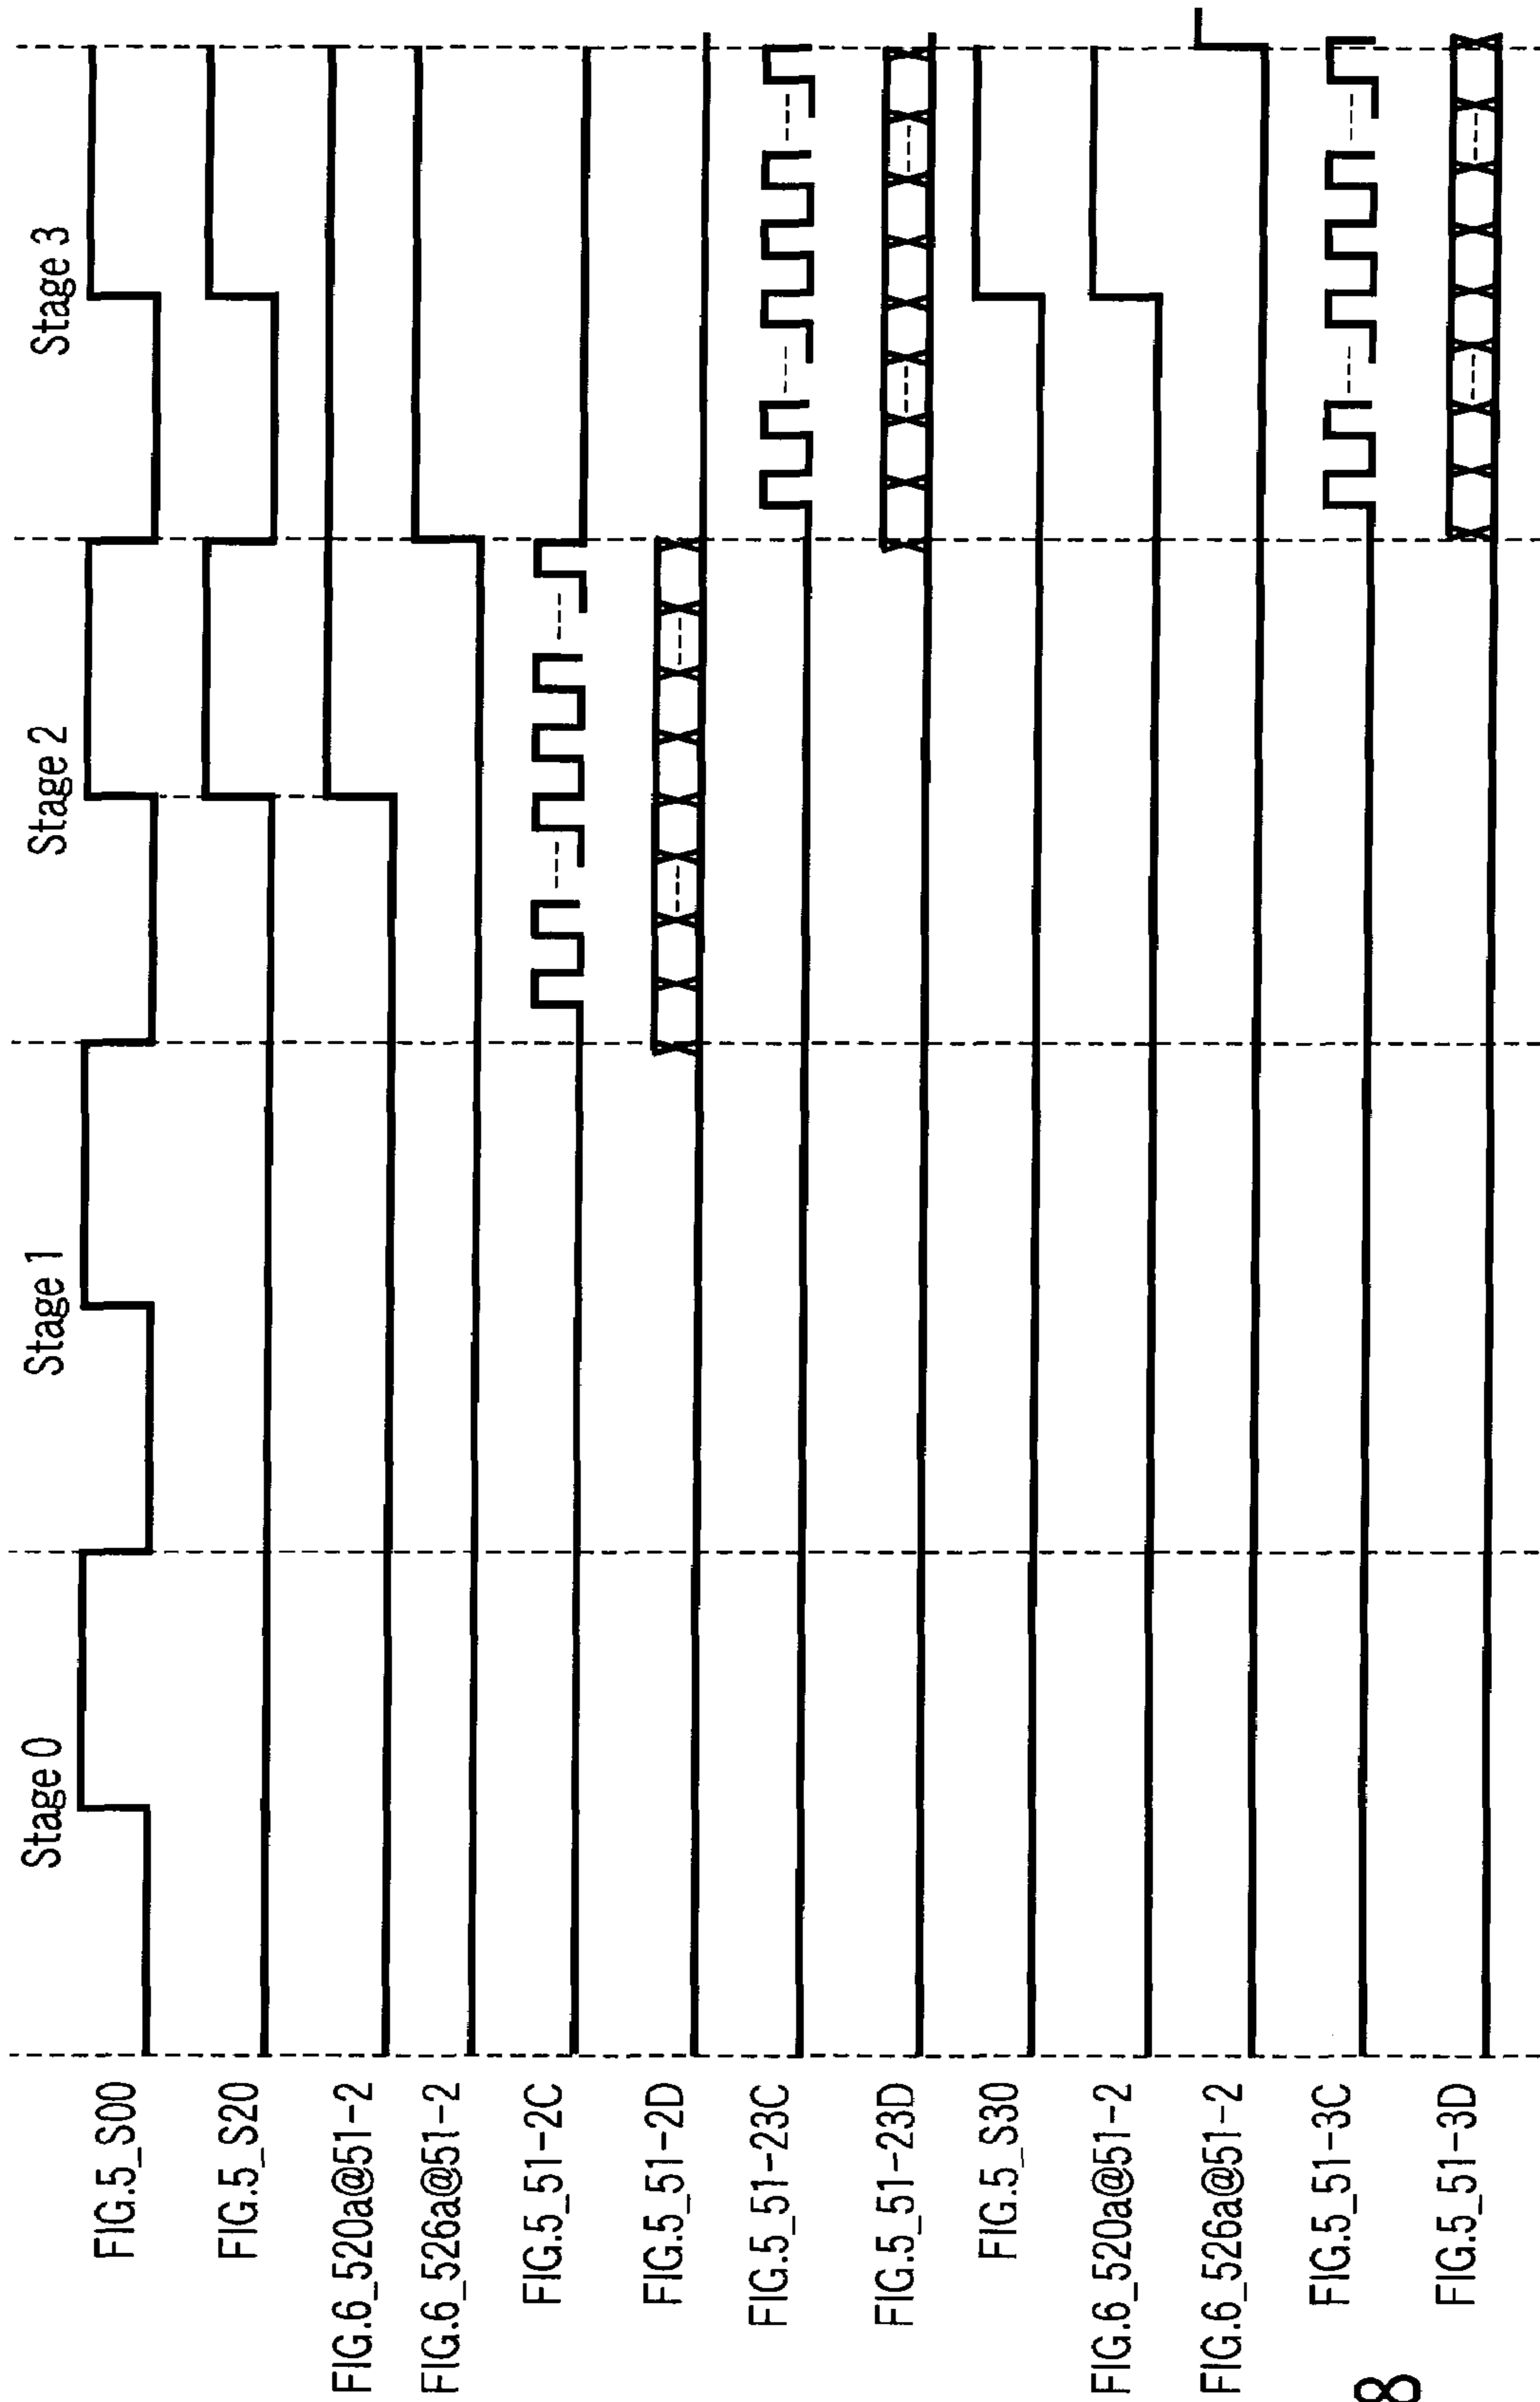 Stage 0
Stage 1
Stage 2
Stage 3
FIG.5_S00
FIG.5_S20
FIG.6_520a@51-2
FIG.6_526a@51-2
FIG.5_51-2C
FIG.5_51-2D
FIG.5_51-23C
FIG.5_51-23D
FIG.5_S30
FIG.6_520a@51-2
FIG.6_526a@51-2
FIG.5_51-3C
FIG.5_51-3D
8